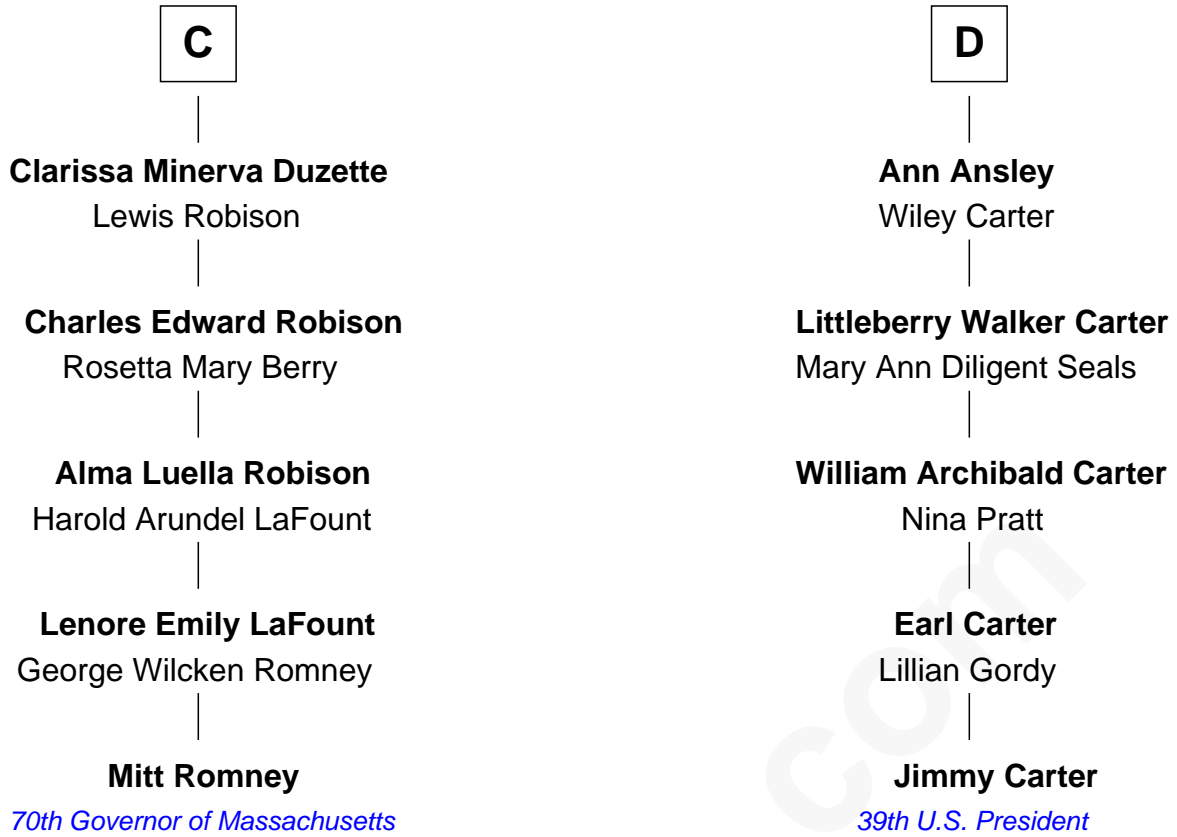 C
Clarissa Minerva Duzette
Lewis Robison
Charles Edward Robison
Rosetta Mary Berry
Alma Luella Robison
Harold Arundel LaFount
Lenore Emily LaFount
George Wilcken Romney
Mitt Romney
70th Governor of Massachusetts
D
Ann Ansley
Wiley Carter
Littleberry Walker Carter
Mary Ann Diligent Seals
William Archibald Carter
Nina Pratt
Earl Carter
Lillian Gordy
Jimmy Carter
39th U.S. President
com